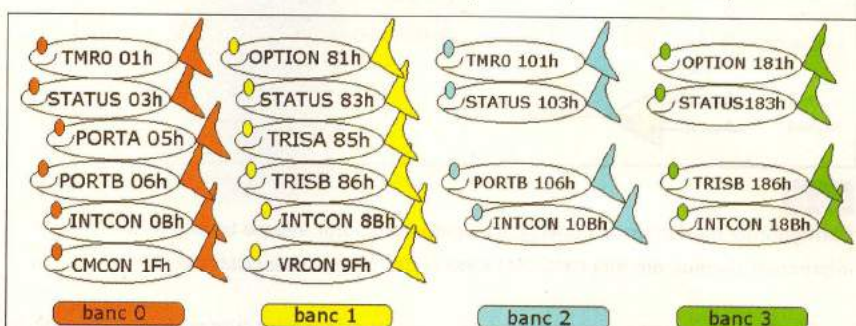 TMR0 01h
STATUS 03h
PORTA 05h
PORTB 06h
INTCON 0Bh
CMCON 1Fh
banc 0
OPTION 81h
STATUS 83h
TRISA 85h
TRISB 86h
INTCON 8Bh
VRCON 9Fh
banc 1
TMR0 101h
STATUS 103h
PORTB 106h
INTCON 10Bh
banc 2
OPTION 181h
STATUS183h
TRISB 186h
INTCON 18Bh
banc 3